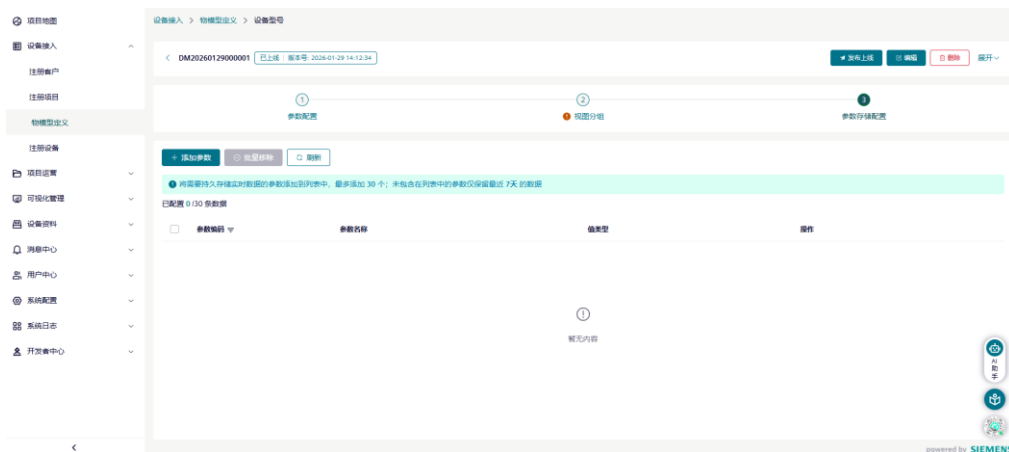 项目地图
设备接入
注册客户
注册项目
物模型定义
注册设备
项目运营
可视化管理
设备资料
消息中心
用户中心
系统配置
系统日志
开发者中心
设备接入 > 物模型定义 > 设备型号
DM20260129000001 已上线 | 版本号: 2026-01-29 14:12:34
发布上线 编辑 删除 展开
1 2 3
参数配置 视图分组 参数存储配置
+ 添加参数 批量移除 刷新
将需要持久存储实时数据的参数添加到列表中，最多添加 30 个；未包含在列表中的参数仅保留最近 7天 的数据
已配置 0 /30 条数据
参数编码 参数名称 值类型 操作
暂无内容
AI助手
powered by SIEMENS